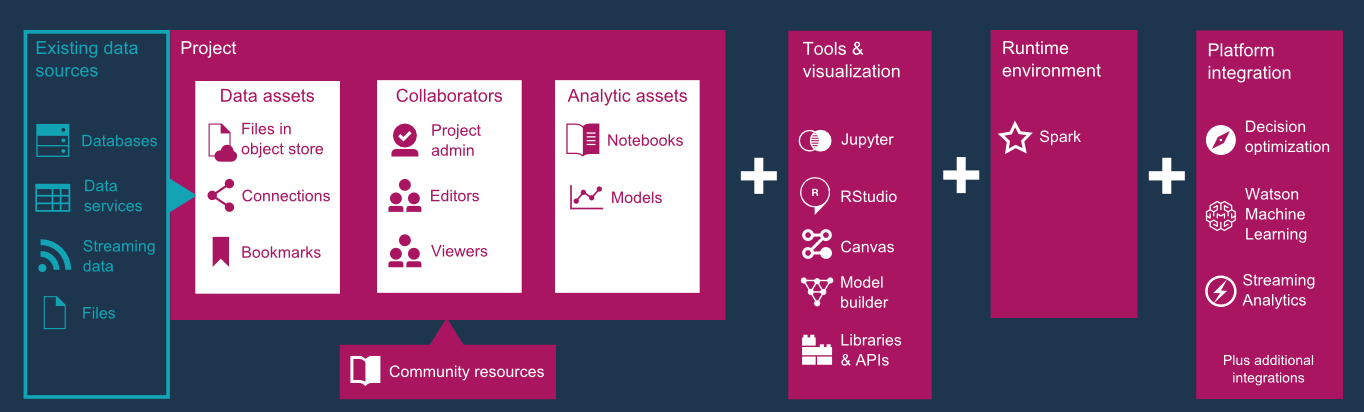 Existing data
sources
Databases
Data
services
Streaming
data
Files
Project
Data assets
Files in
object store
Connections
Bookmarks
Collaborators
Project
admin
Editors
Viewers
Analytic assets
Notebooks
Models
Community resources
Tools &
visualization
Jupyter
R
RStudio
Canvas
Model
builder
Libraries
& APIs
Runtime
environment
Spark
Platform
integration
Decision
optimization
Watson
Machine
Learning
Streaming
Analytics
Plus additional
integrations